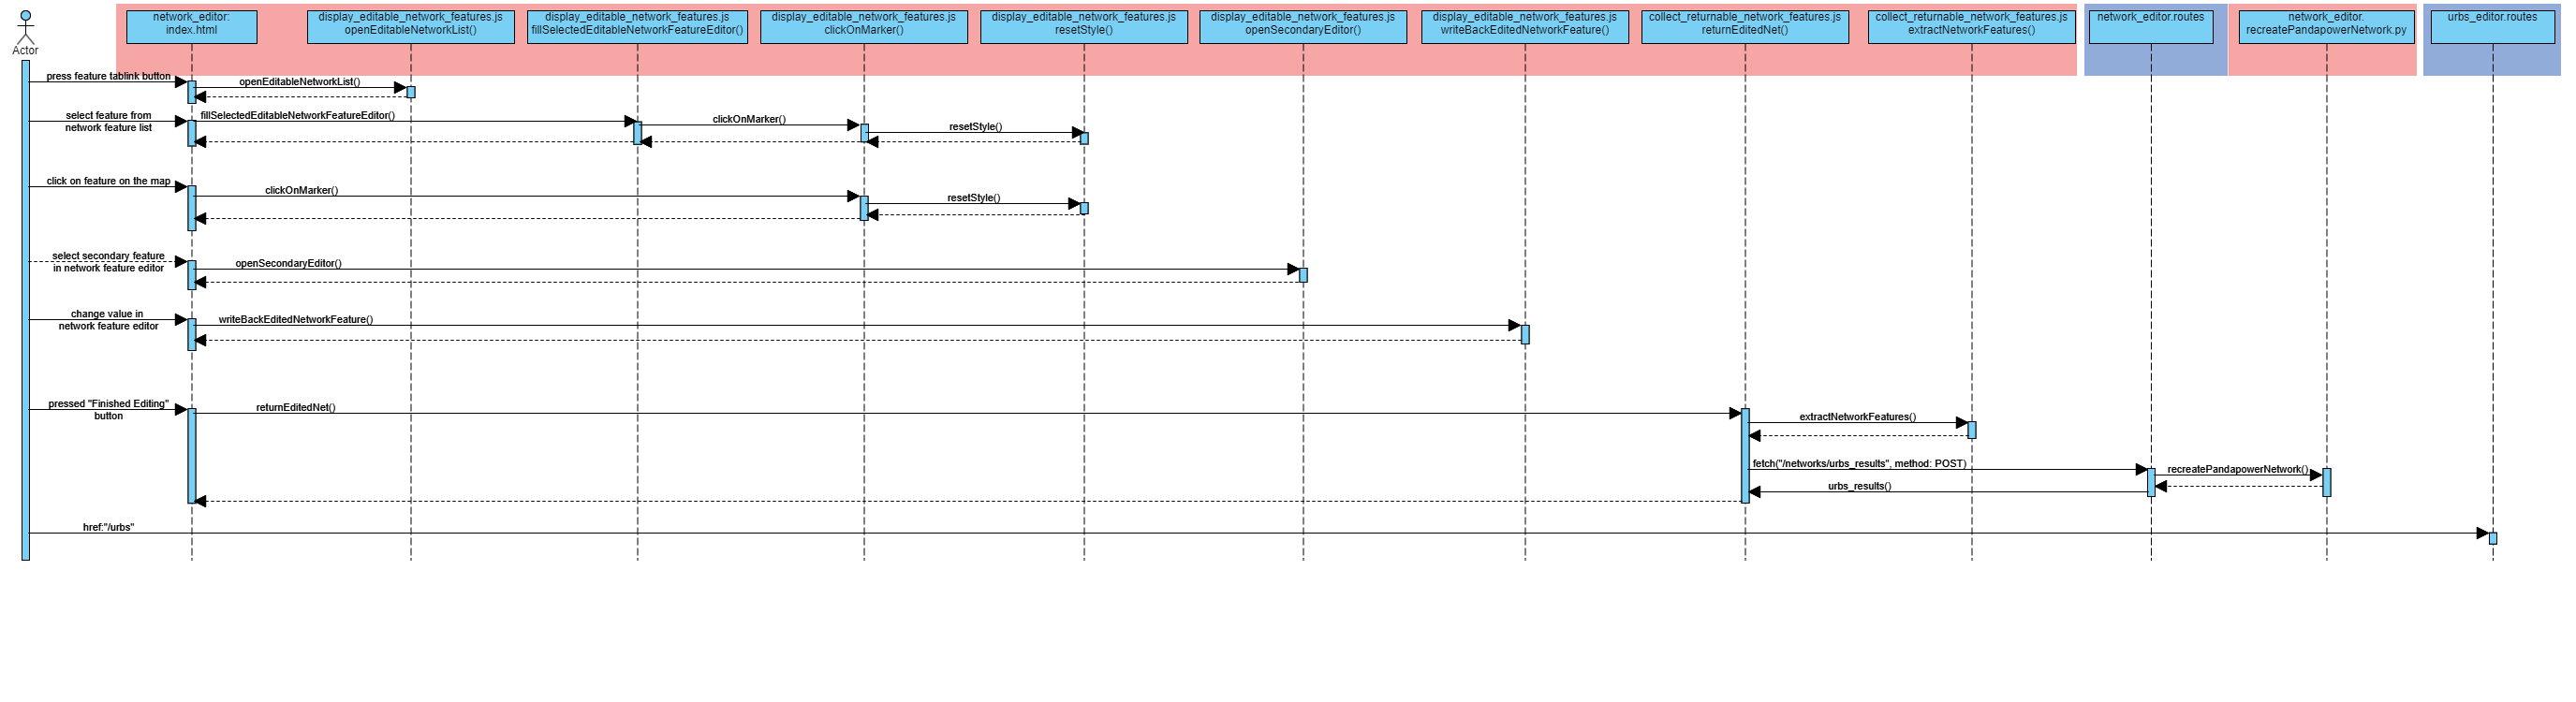 Actor
network_editor:
index.html
display_editable_network_features.js
openEditableNetworkList()
display_editable_network_features.js
fillSelectedEditableNetworkFeatureEditor()
display_editable_network_features.js
clickOnMarker()
display_editable_network_features.js
resetStyle()
display_editable_network_features.js
openSecondaryEditor()
display_editable_network_features.js
writeBackEditedNetworkFeature()
collect_returnable_network_features.js
returnEditedNet()
collect_returnable_network_features.js
extractNetworkFeatures()
network_editor.routes
network_editor.
recreatePandapowerNetwork.py
urbs_editor.routes
press feature tablink button
openEditableNetworkList()
select feature from
network feature list
fillSelectedEditableNetworkFeatureEditor()
clickOnMarker()
resetStyle()
click on feature on the map
clickOnMarker()
resetStyle()
select secondary feature
in network feature editor
openSecondaryEditor()
change value in
network feature editor
writeBackEditedNetworkFeature()
pressed "Finished Editing"
button
returnEditedNet()
extractNetworkFeatures()
fetch("/networks/urbs_results", method: POST)
recreatePandapowerNetwork()
urbs_results()
href:"/urbs"